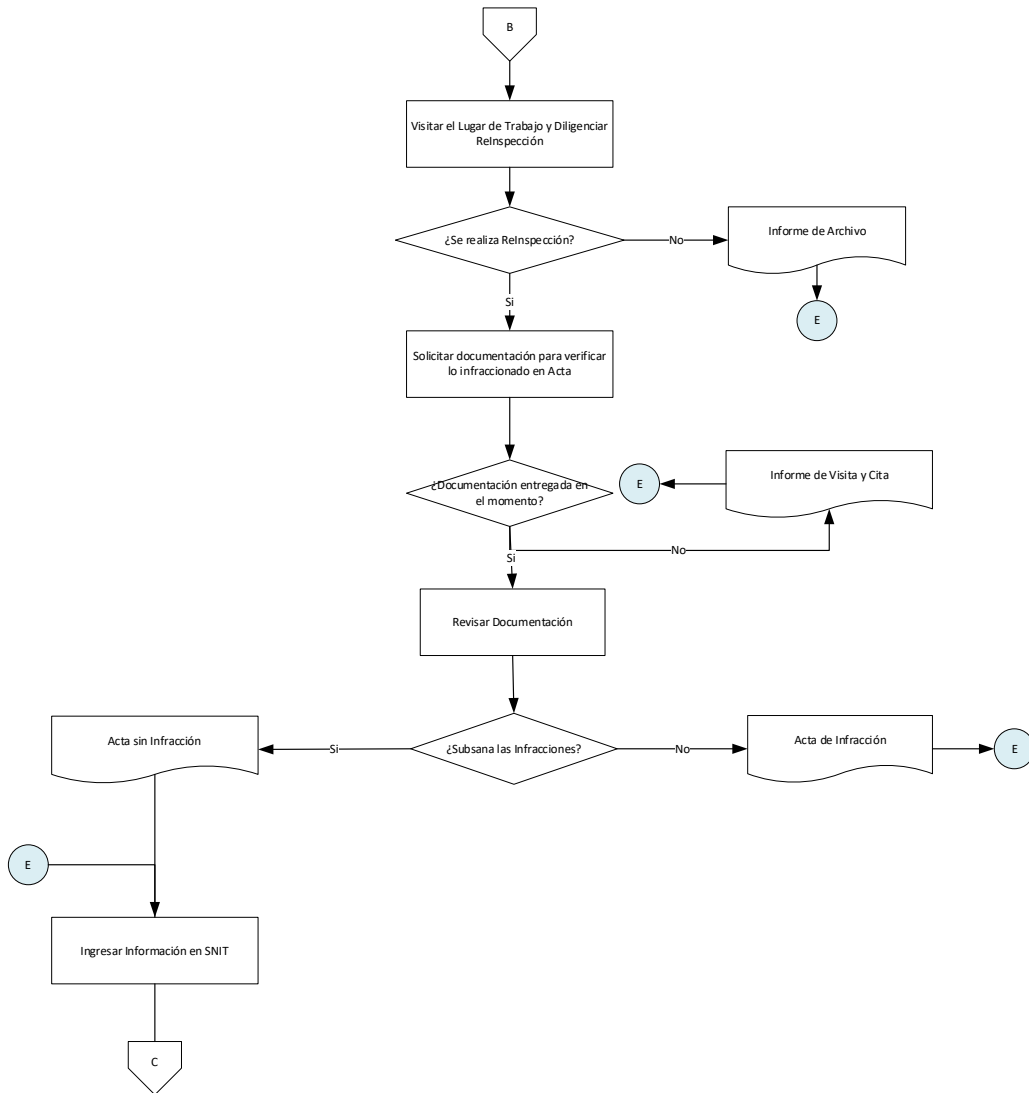 B
Visitar el Lugar de Trabajo y Diligenciar
ReInspección
¿Se realiza ReInspección?
No
Informe de Archivo
E
Si
Solicitar documentación para verificar
lo infraccionado en Acta
¿Documentación entregada en
el momento?
E
Informe de Visita y Cita
Si
No
Revisar Documentación
Acta sin Infracción
Si
¿Subsana las Infracciones?
No
Acta de Infracción
E
E
Ingresar Información en SNIT
C